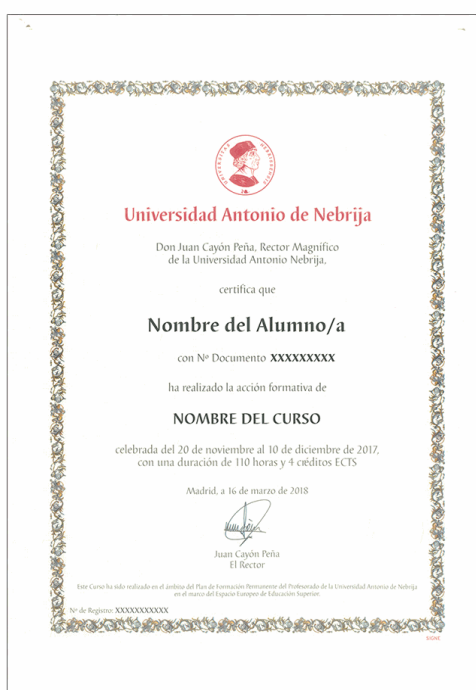 Universidad Antonio de Nebrija
Don Juan Cayón Peña, Rector Magnífico
de la Universidad Antonio Nebrija,
certifica que
Nombre del Alumno/a
con Nº Documento XXXXXXXXX
ha realizado la acción formativa de
NOMBRE DEL CURSO
celebrada del 20 de noviembre al 10 de diciembre de 2017,
con una duración de 110 horas y 4 créditos ECTS
Madrid, a 16 de marzo de 2018
Juan Cayón Peña
El Rector
Este Curso ha sido realizado en el ámbito del Plan de Formación Permanente del Profesorado de la Universidad Antonio de Nebrija
en el marco del Espacio Europeo de Educación Superior.
Nº de Registro: XXXXXXXXXXX
SIGNE